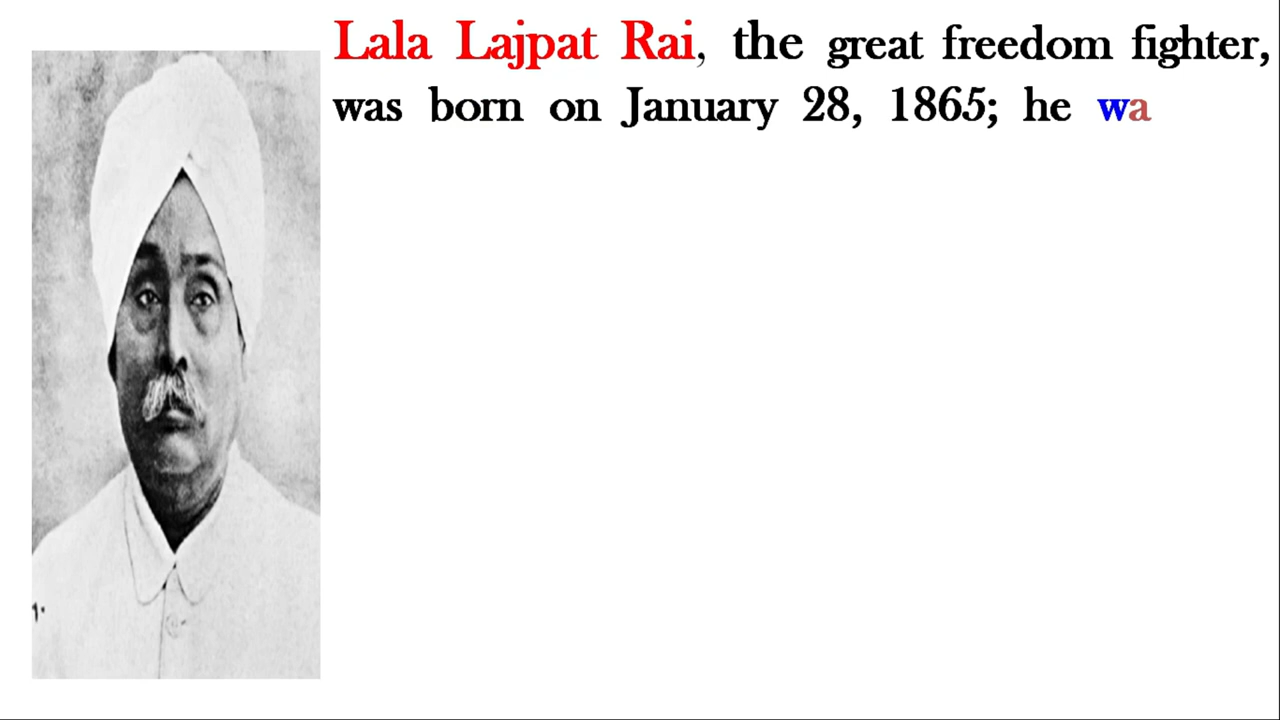 Lala Lajpat Rai, the great freedom fighter,
was born on January 28, 1865; he wa